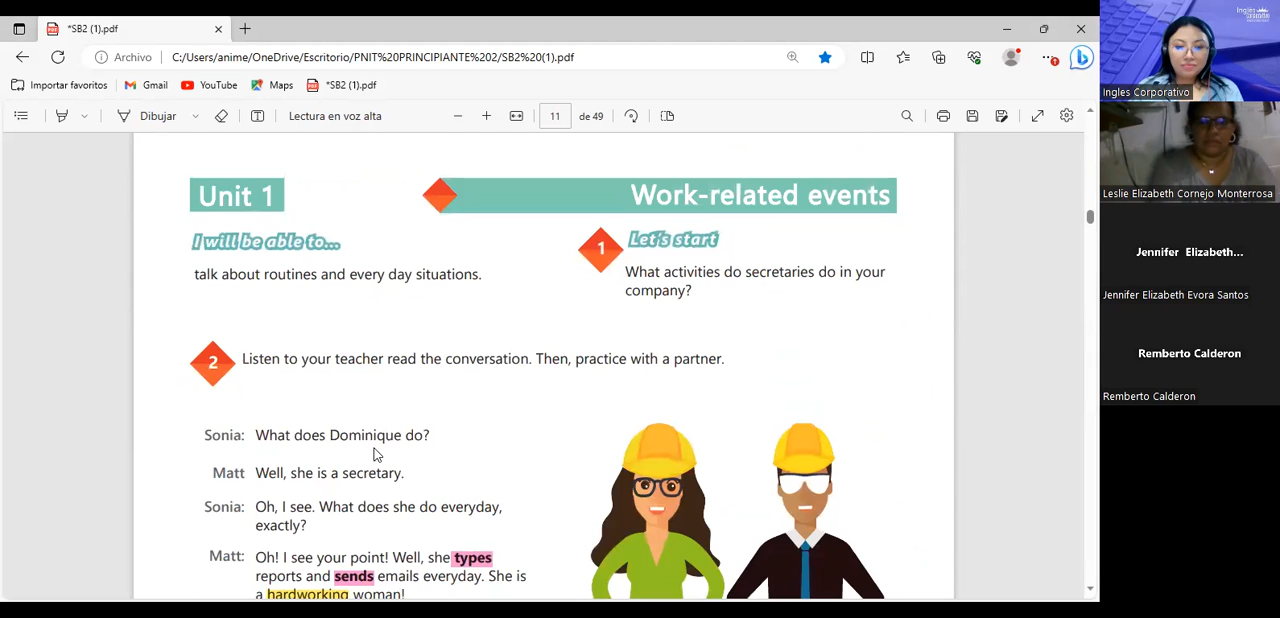 *SB2 (1).pdf
Archivo C:/Users/anime/OneDrive/Escritorio/PNIT%20PRINCIPIANTE%202/SB2%20(1).pdf
Importar favoritos Gmail YouTube Maps *SB2 (1).pdf
Dibujar Lectura en voz alta 11 de 49
Unit 1 Work-related events
I will be able to...
talk about routines and every day situations.
1 Let's start
What activities do secretaries do in your
company?
2 Listen to your teacher read the conversation. Then, practice with a partner.
Sonia: What does Dominique do?
Matt Well, she is a secretary.
Sonia: Oh, I see. What does she do everyday,
exactly?
Matt: Oh! I see your point! Well, she types
reports and sends emails everyday. She is
a hardworking woman!
Ingles
Ingles Corporativo
Leslie Elizabeth Cornejo Monterrosa
Jennifer Elizabeth...
Jennifer Elizabeth Evora Santos
Remberto Calderon
Remberto Calderon